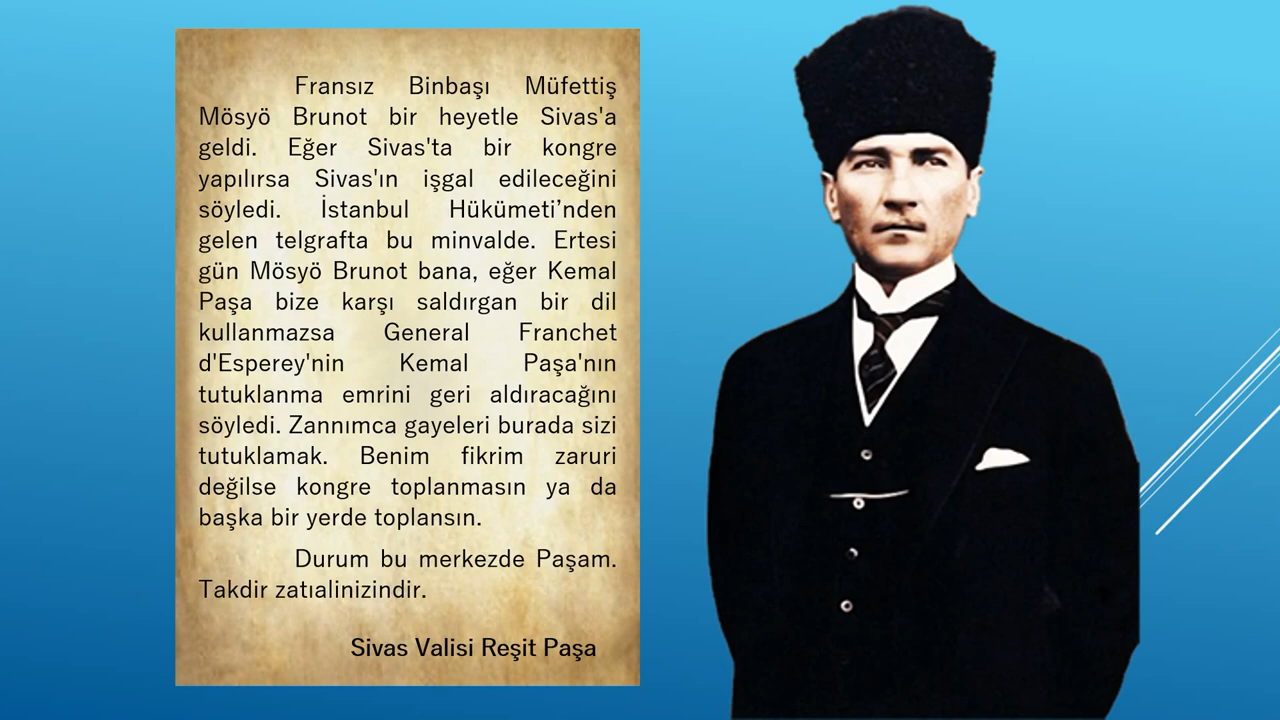 Fransız Binbaşı Müfettiş
Mösyö Brunot bir heyetle Sivas'a
geldi. Eğer Sivas'ta bir kongre
yapılırsa Sivas'ın işgal edileceğini
söyledi. İstanbul Hükümeti’nden
gelen telgrafta bu minvalde. Ertesi
gün Mösyö Brunot bana, eğer Kemal
Paşa bize karşı saldırgan bir dil
kullanmazsa General Franchet
d'Esperey'nin Kemal Paşa'nın
tutuklanma emrini geri aldıracağını
söyledi. Zannımca gayeleri burada sizi
tutuklamak. Benim fikrim zaruri
değilse kongre toplanmasın ya da
başka bir yerde toplansın.
Durum bu merkezde Paşam.
Takdir zatıalinizindir.
Sivas Valisi Reşit Paşa